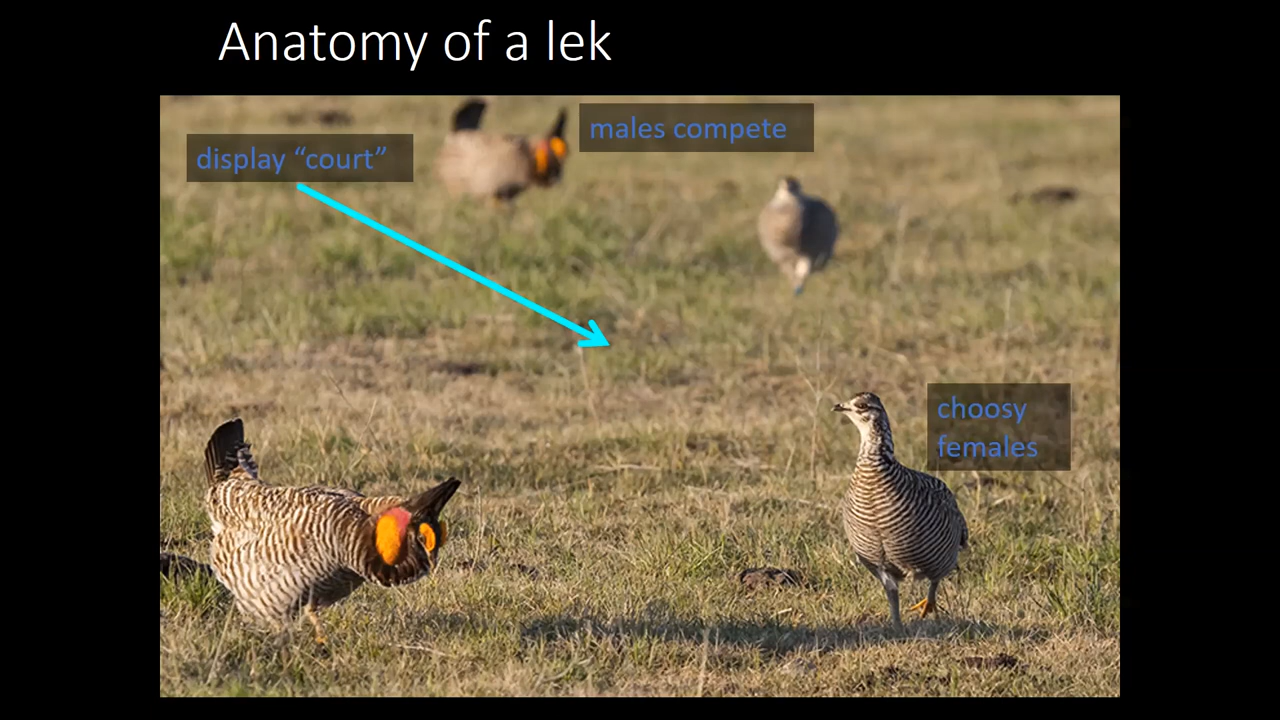 Anatomy of a lek
males compete
display “court”
choosy
females